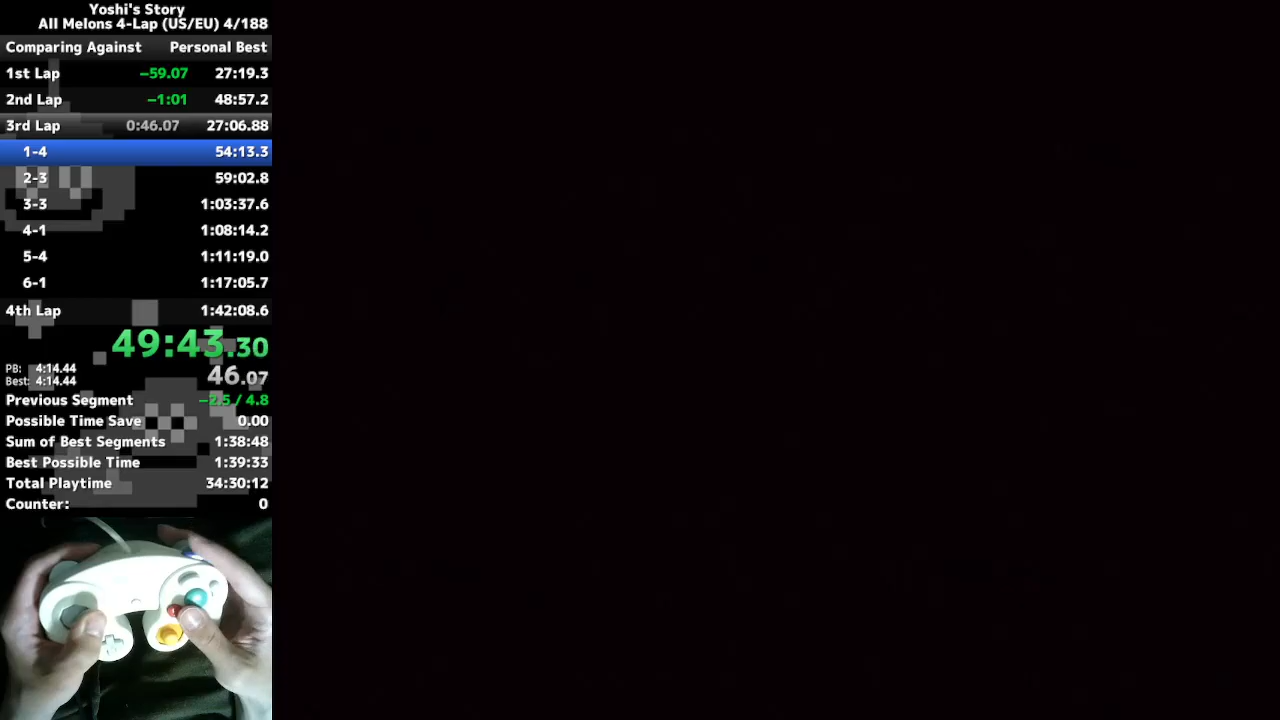 Yoshi's Story
All Melons 4-Lap (US/EU) 4/188
Comparing Against Personal Best
1st Lap −59.07 27:19.3
2nd Lap −1:01 48:57.2
3rd Lap 0:46.07 27:06.88
1-4 54:13.3
2-3 59:02.8
3-3 1:03:37.6
4-1 1:08:14.2
5-4 1:11:19.0
6-1 1:17:05.7
4th Lap 1:42:08.6
49:43.30
PB: 4:14.44
Best: 4:14.44
46.07
Previous Segment −2.5 / 4.8
Possible Time Save 0.00
Sum of Best Segments 1:38:48
Best Possible Time 1:39:33
Total Playtime 34:30:12
Counter: 0